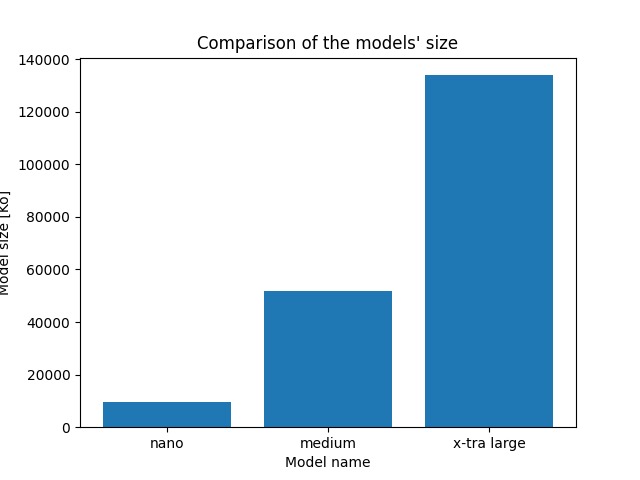 Comparison of the models' size
Model size [Ko]
140000
120000
100000
80000
60000
40000
20000
0
nano medium x-tra large
Model name